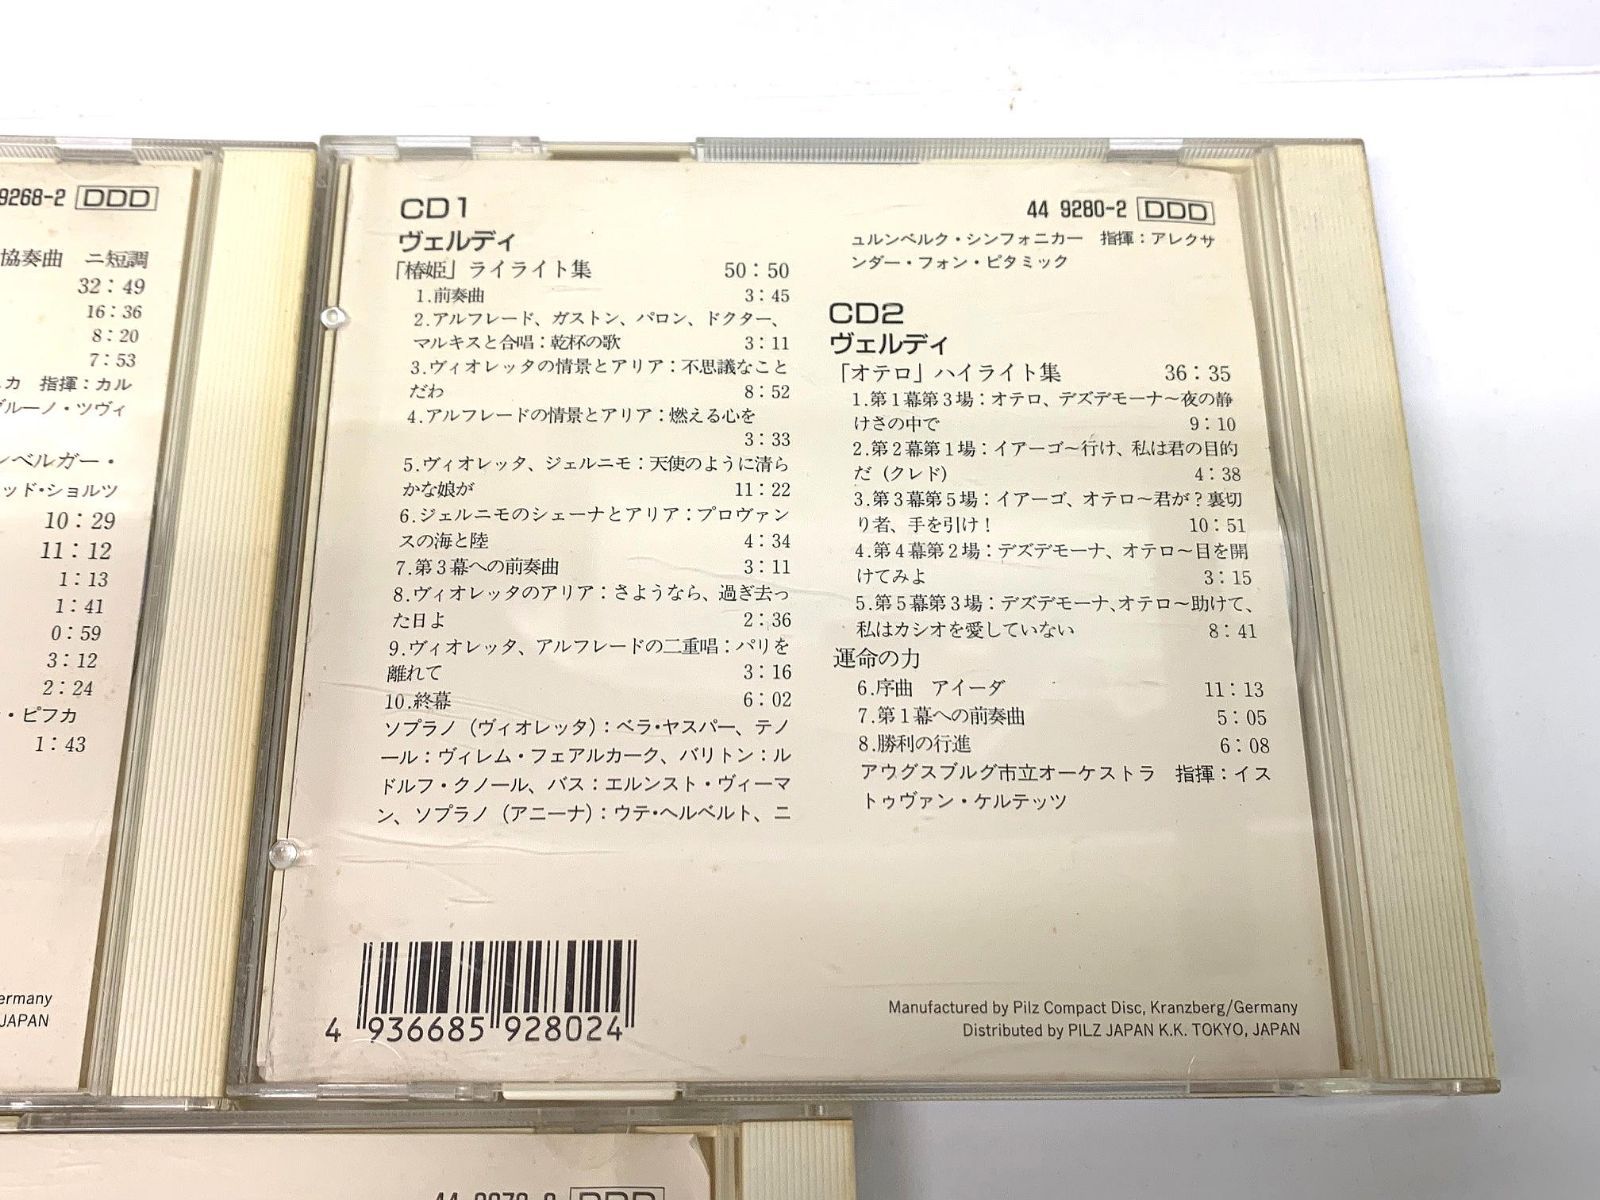 9268-2 DDD
協奏曲 ニ短調
32:49
16:36
8:20
7:53
カ 指揮:カル
ブルーノ・ツヴィ
ンベルガー・
ッド・ショルツ
10:29
11:12
1:13
1:41
0:59
3:12
2:24
・ピフカ
1:43
ermany
JAPAN
CD1
ヴェルディ
「椿姫」ライライト集 50:50
1.前奏曲 3:45
2.アルフレード、ガストン、バロン、ドクター、
マルキスと合唱:乾杯の歌 3:11
3.ヴィオレッタの情景とアリア:不思議なこと
だわ 8:52
4.アルフレードの情景とアリア:燃える心を
3:33
5.ヴィオレッタ、ジェルニモ:天使のように清ら
かな娘が 11:22
6.ジェルニモのシェーナとアリア:プロヴァン
スの海と陸 4:34
7.第3幕への前奏曲 3:11
8.ヴィオレッタのアリア:さようなら、過ぎ去っ
た日よ 2:36
9.ヴィオレッタ、アルフレードの二重唱:パリを
離れて 3:16
10.終幕 6:02
ソプラノ(ヴィオレッタ):ベラ・ヤスパー、テノ
ール:ヴィレム・フェアルカーク、バリトン:ル
ドルフ・クノール、バス:エルンスト・ヴィーマ
ン、ソプラノ(アニーナ):ウテ・ヘルベルト、ニ
44 9280-2 DDD
ュルンベルク・シンフォニカー 指揮:アレクサ
ンダー・フォン・ピタミック
CD2
ヴェルディ
「オテロ」ハイライト集 36:35
1.第1幕第3場:オテロ、デズデモーナ〜夜の静
けさの中で 9:10
2.第2幕第1場:イアーゴ〜行け、私は君の目的
だ(クレド) 4:38
3.第3幕第5場:イアーゴ、オテロ〜君が?裏切
り者、手を引け! 10:51
4.第4幕第2場:デズデモーナ、オテロ〜目を開
けてみよ 3:15
5.第5幕第3場:デズデモーナ、オテロ〜助けて、
私はカシオを愛していない 8:41
運命の力
6.序曲 アイーダ 11:13
7.第1幕への前奏曲 5:05
8.勝利の行進 6:08
アウグスブルグ市立オーケストラ 指揮:イス
トゥヴァン・ケルテッツ
4 936685 928024
Manufactured by Pilz Compact Disc, Kranzberg/Germany
Distributed by PILZ JAPAN K.K. TOKYO, JAPAN
DDD